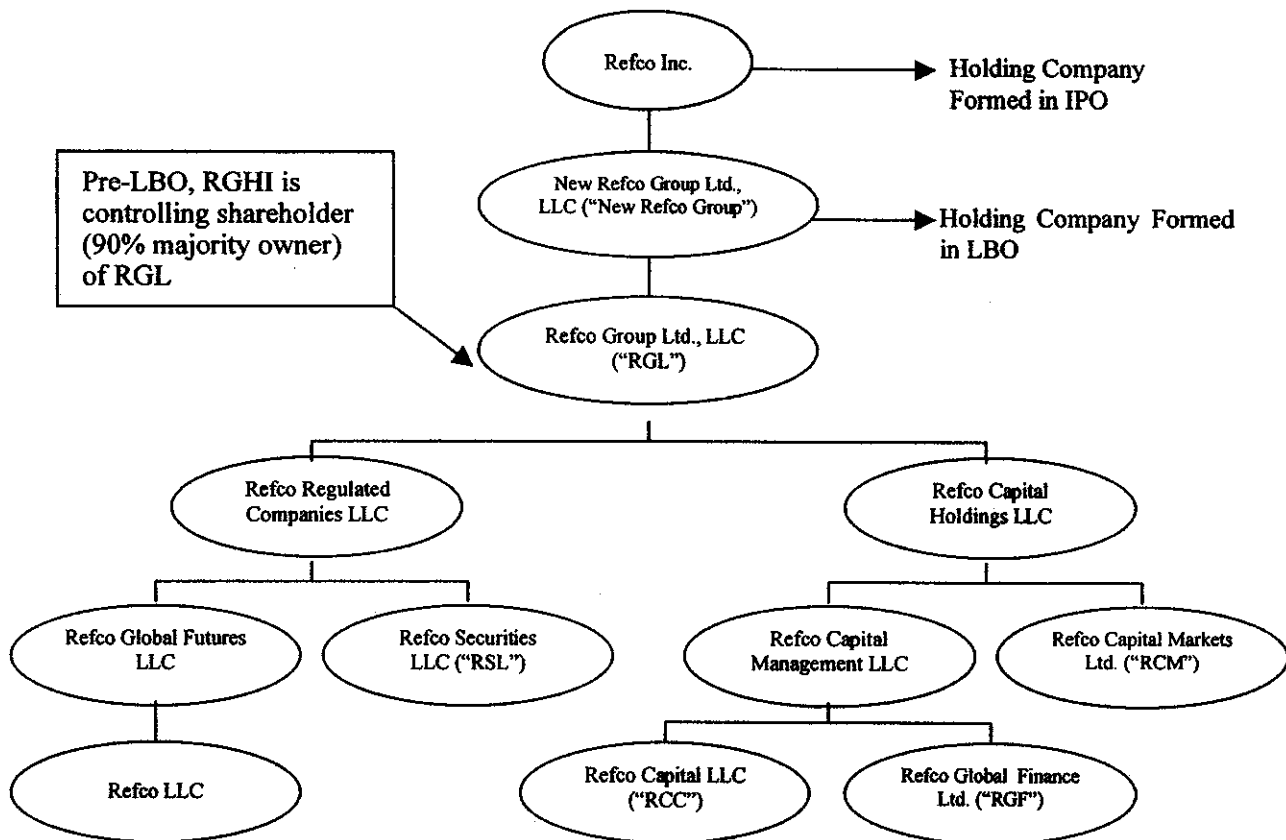 Refco Inc.
Holding Company
Formed in IPO
Pre-LBO, RGHI is
controlling shareholder
(90% majority owner)
of RGL
New Refco Group Ltd.,
LLC (“New Refco Group”)
Holding Company Formed
in LBO
Refco Group Ltd., LLC
(“RGL”)
Refco Regulated
Companies LLC
Refco Capital
Holdings LLC
Refco Global Futures
LLC
Refco Securities
LLC (“RSL”)
Refco Capital
Management LLC
Refco Capital Markets
Ltd. (“RCM”)
Refco LLC
Refco Capital LLC
(“RCC”)
Refco Global Finance
Ltd. (“RGF”)